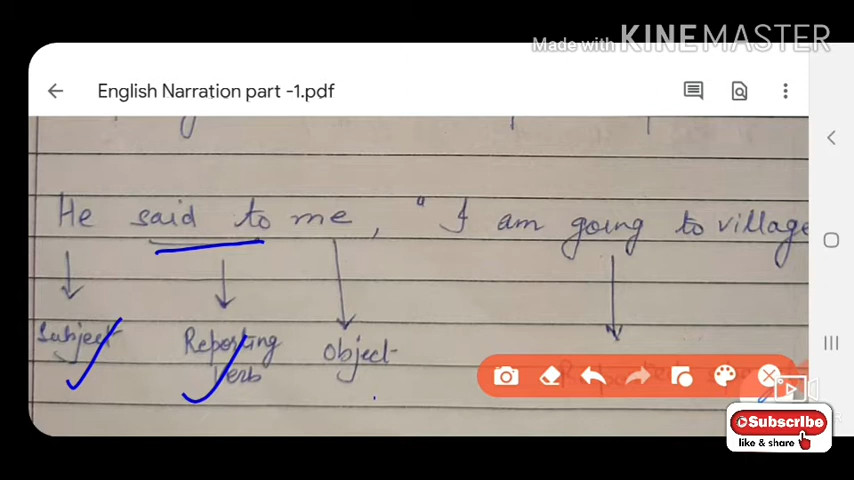 Made with KINEMASTER
English Narration part -1.pdf
He said to me, " I am going to village
Subject Reporting Object
Verb
Subscribe
like & share